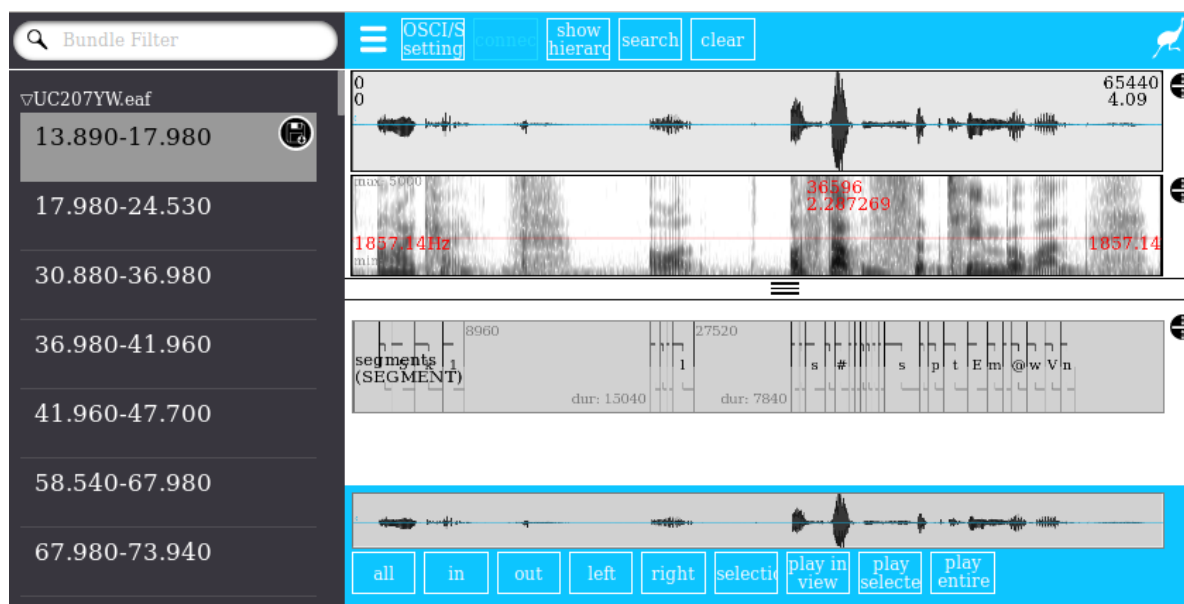 Bundle Filter
OSCI/S
setting
connec
show
hierarc
search
clear
▽UC207YW.eaf
13.890-17.980
17.980-24.530
30.880-36.980
36.980-41.960
41.960-47.700
58.540-67.980
67.980-73.940
0
0
65440
4.09
max: 5000
36596
2.287269
1857.14Hz
1857.14
min
8960
27520
segments
(SEGMENT)
k 1
l
s # s p t E m @ w V n
dur: 15040
dur: 7840
all
in
out
left
right
selectio
play in
view
play
selecte
play
entire